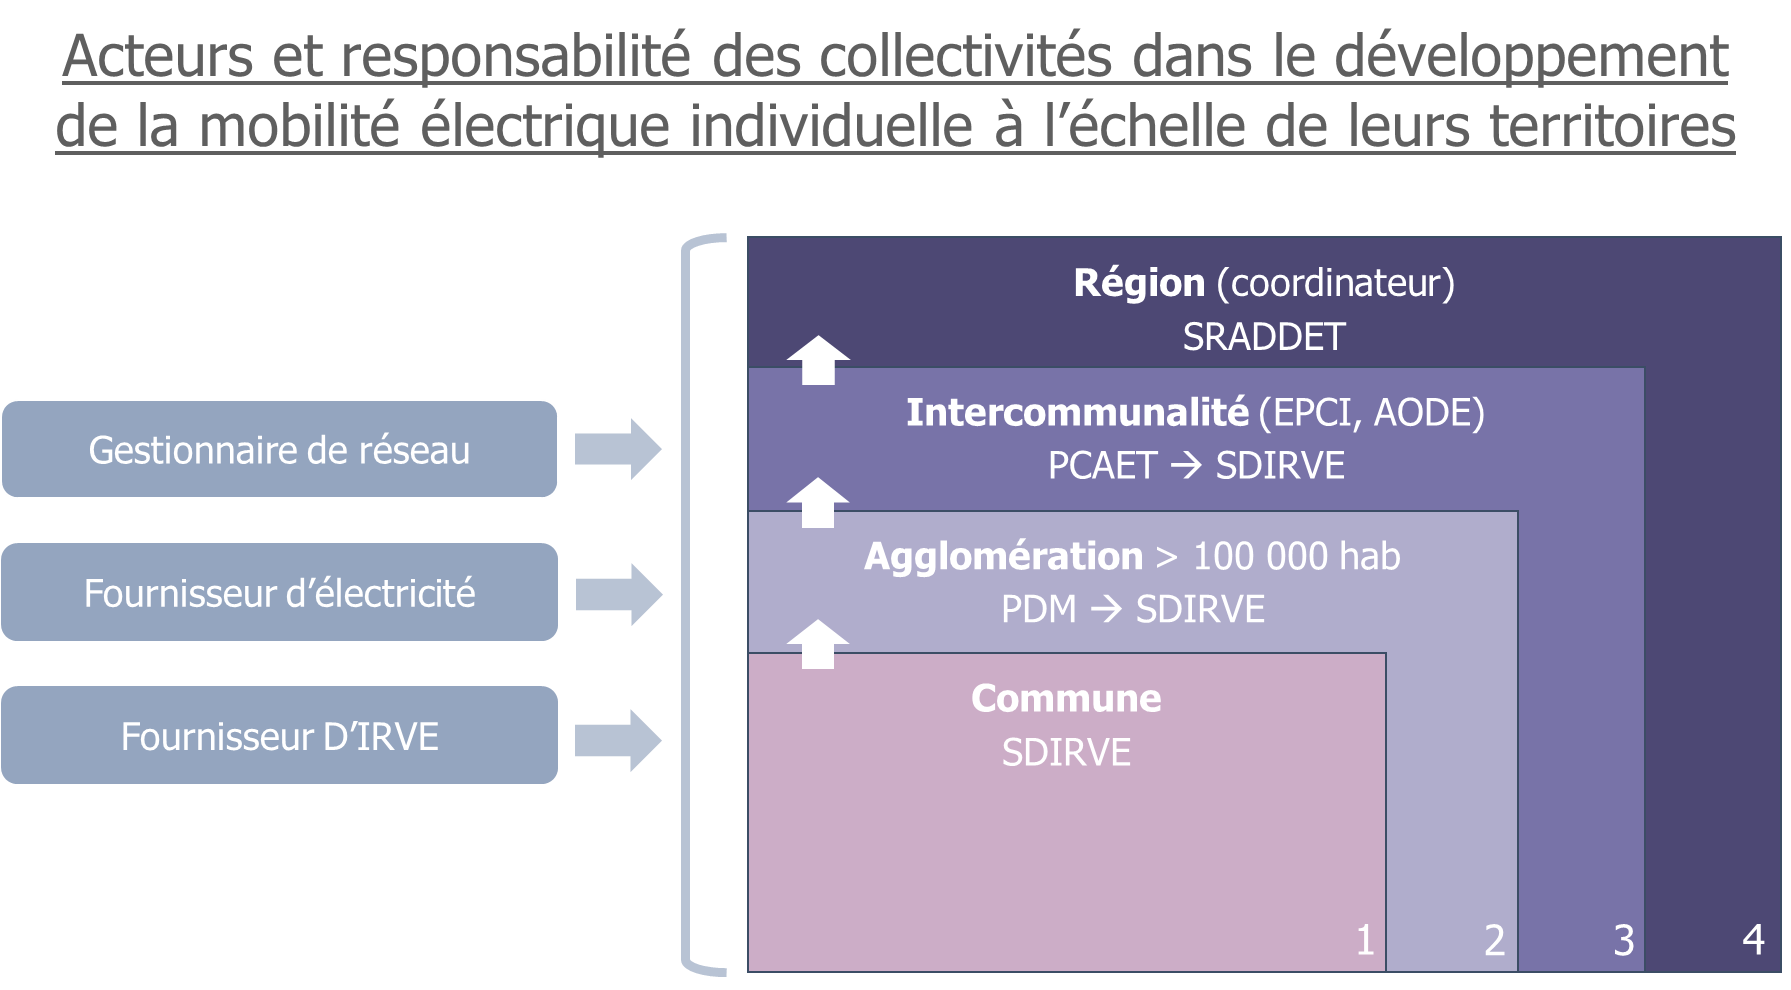 Acteurs et responsabilité des collectivités dans le développement
de la mobilité électrique individuelle à l’échelle de leurs territoires
Gestionnaire de réseau
Fournisseur d’électricité
Fournisseur D’IRVE
Région (coordinateur)
SRADDET
Intercommunalité (EPCI, AODE)
PCAET → SDIRVE
Agglomération > 100 000 hab
PDM → SDIRVE
Commune
SDIRVE
1
2
3
4